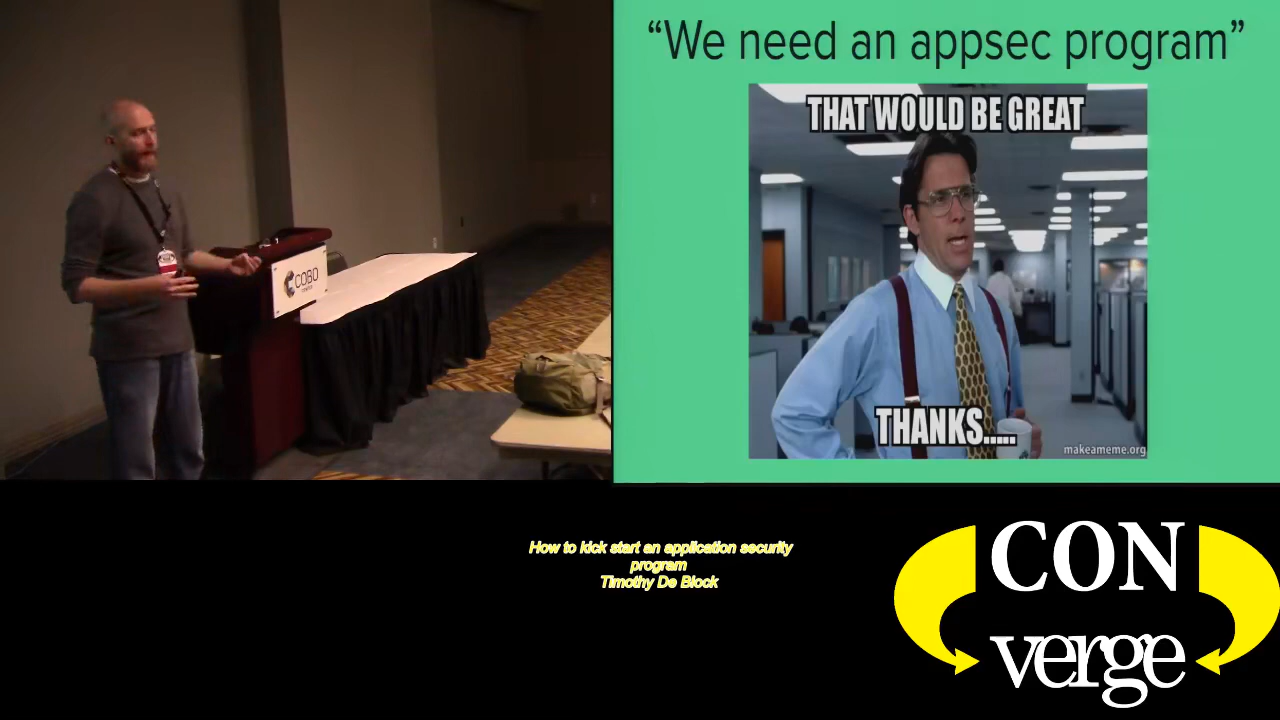 “We need an appsec program”
THAT WOULD BE GREAT
THANKS.....
makeameme.org
COBO
How to kick start an application security
program
Timothy De Block
CON
verge